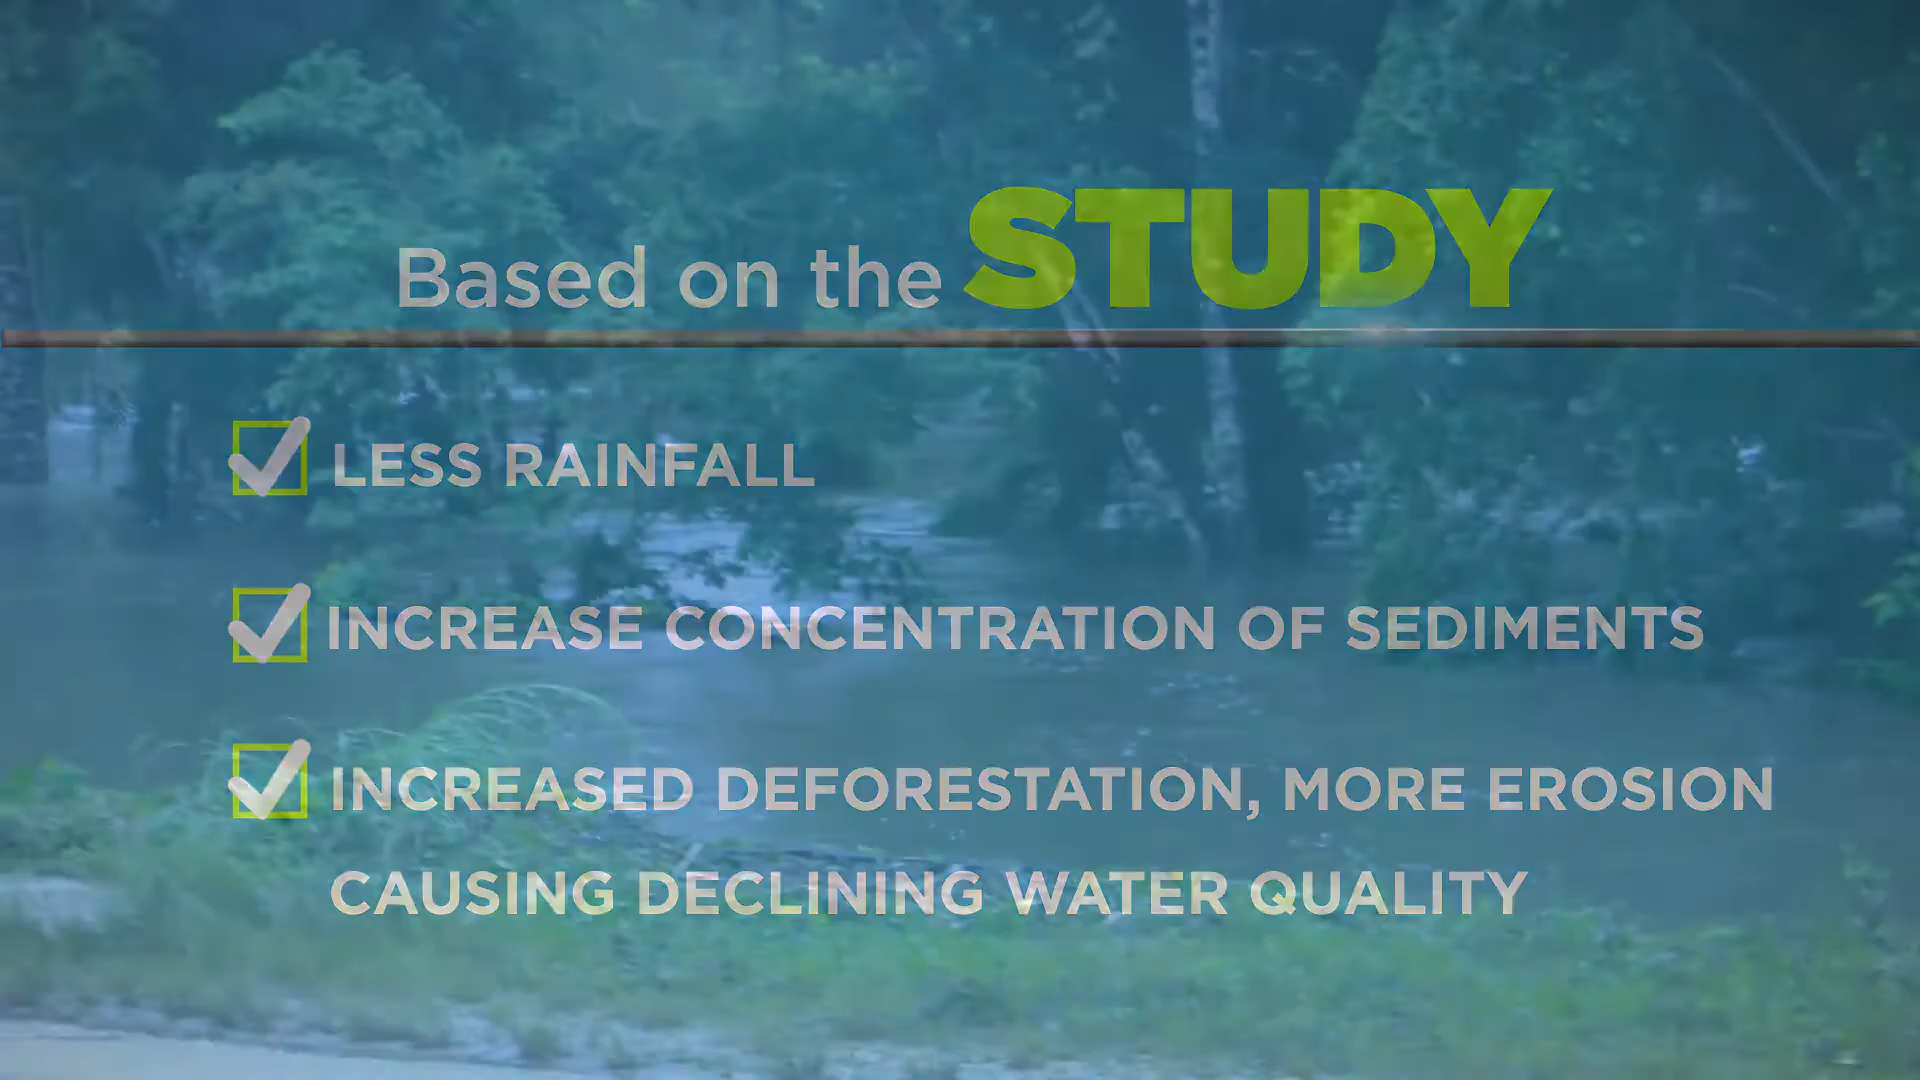 Based on the STUDY
LESS RAINFALL
INCREASE CONCENTRATION OF SEDIMENTS
INCREASED DEFORESTATION, MORE EROSION
CAUSING DECLINING WATER QUALITY